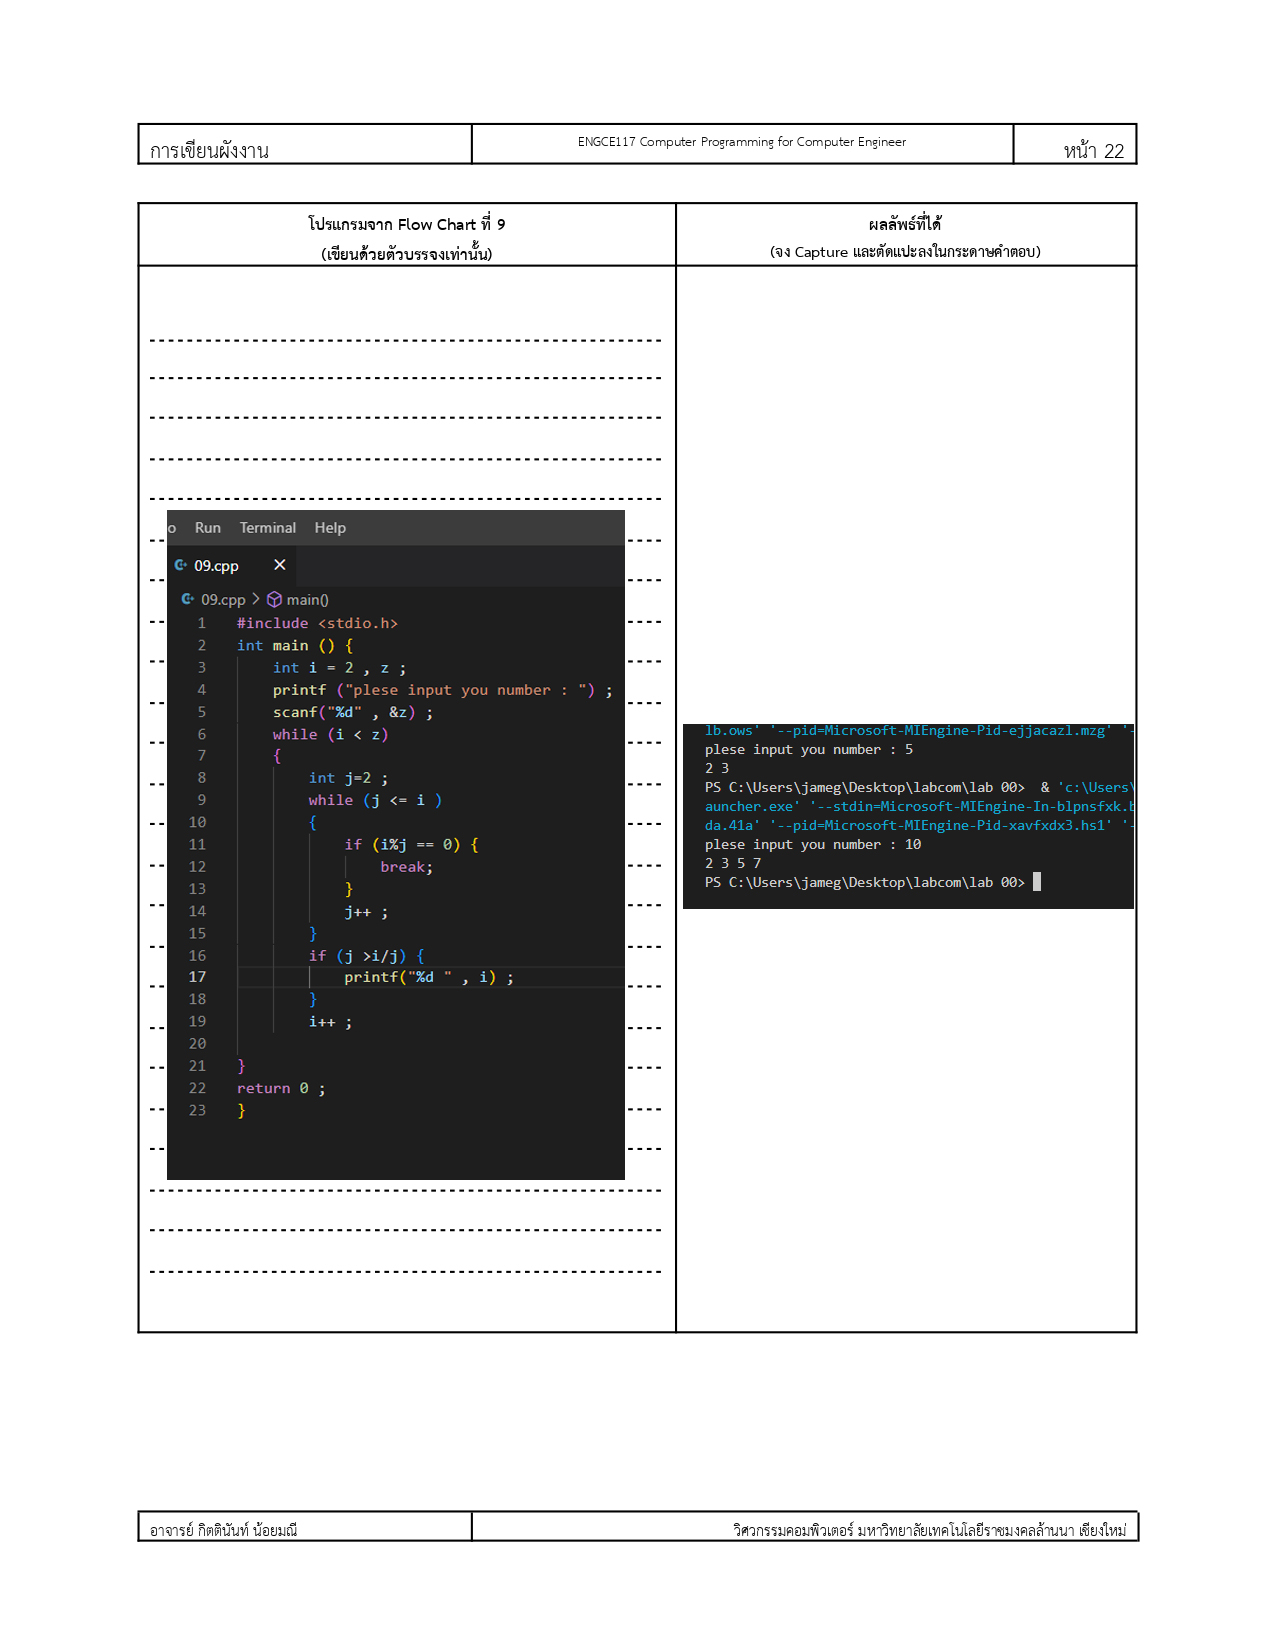 การเขียนผังงาน
ENGCE117 Computer Programming for Computer Engineer
หน้า 22
โปรแกรมจาก Flow Chart ที่ 9
(เขียนด้วยตัวบรรจงเท่านั้น)
ผลลัพธ์ที่ได้
(จง Capture และตัดแปะลงในกระดาษคำตอบ)
o Run Terminal Help
09.cpp ×
09.cpp > main()
1 #include <stdio.h>
2 int main () {
3 int i = 2 , z ;
4 printf ("plese input you number : ") ;
5 scanf("%d" , &z) ;
6 while (i < z)
7 {
8 int j=2 ;
9 while (j <= i )
10 {
11 if (i%j == 0) {
12 break;
13 }
14 j++ ;
15 }
16 if (j >i/j) {
17 printf("%d " , i) ;
18 }
19 i++ ;
20
21 }
22 return 0 ;
23 }
lb.ows' '--pid=Microsoft-MIEngine-Pid-ejjacazl.mzg' '-
plese input you number : 5
2 3
PS C:\Users\jameg\Desktop\labcom\lab 00> & 'c:\Users\
auncher.exe' '--stdin=Microsoft-MIEngine-In-blpnsfxk.b
da.41a' '--pid=Microsoft-MIEngine-Pid-xavfxdx3.hs1' '-
plese input you number : 10
2 3 5 7
PS C:\Users\jameg\Desktop\labcom\lab 00>
อาจารย์ กิตตินันท์ น้อยมณี
วิศวกรรมคอมพิวเตอร์ มหาวิทยาลัยเทคโนโลยีราชมงคลล้านนา เชียงใหม่